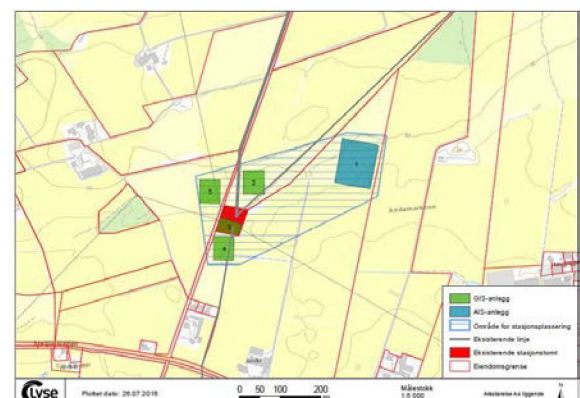 1
2
5
3
4
GIS-anlegg
AIS-anlegg
Område for stasjonsplassering
Eksisterende linje
Eksisterende stasjonstomt
Eiendomsgrense
Lyse
Plottet dato: 26.07.2016
0 50 100 200
m
Målestokk
1:5 000
N